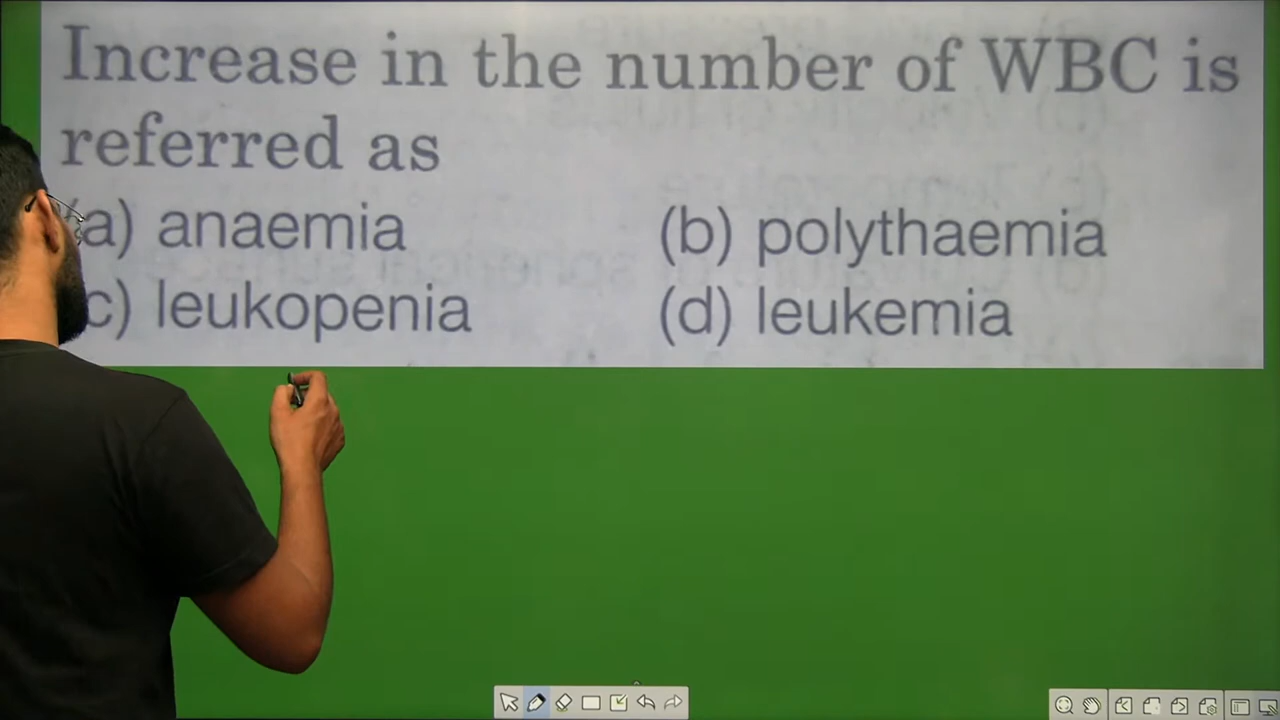 Increase in the number of WBC is
referred as
(a) anaemia (b) polythaemia
c) leukopenia (d) leukemia